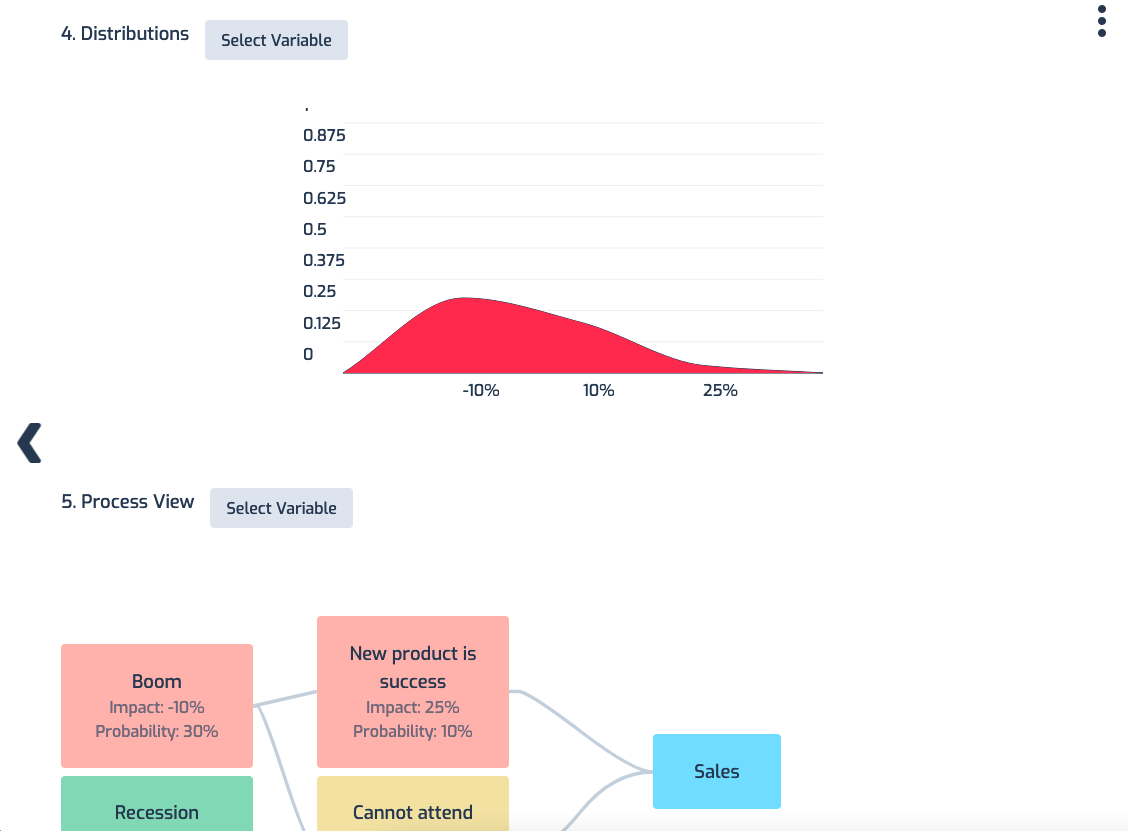 4. Distributions
Select Variable
0.875
0.75
0.625
0.5
0.375
0.25
0.125
0
-10% 10% 25%
5. Process View
Select Variable
New product is
success
Impact: 25%
Probability: 10%
Boom
Impact: -10%
Probability: 30%
Sales
Recession
Cannot attend